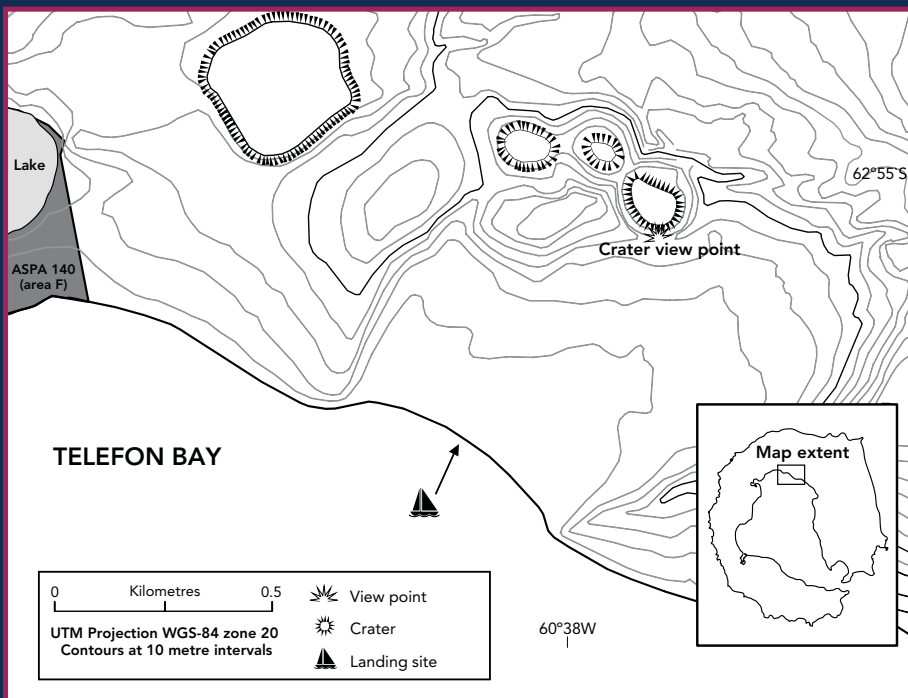 Lake
62°55 S
Crater view point
ASPA 140
(area F)
TELEFON BAY
Map extent
0 Kilometres 0.5
UTM Projection WGS-84 zone 20
Contours at 10 metre intervals
View point
Crater
Landing site
60°38W